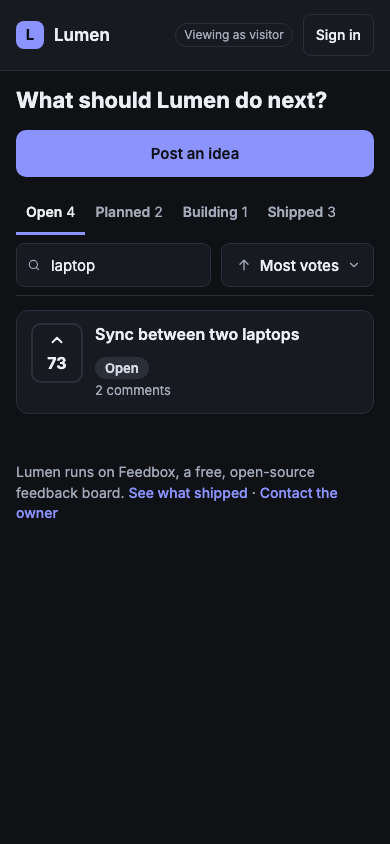 L Lumen Viewing as visitor Sign in
What should Lumen do next?
Post an idea
Open 4 Planned 2 Building 1 Shipped 3
laptop Most votes
Sync between two laptops
73
Open
2 comments
Lumen runs on Feedbox, a free, open-source
feedback board. See what shipped · Contact the
owner